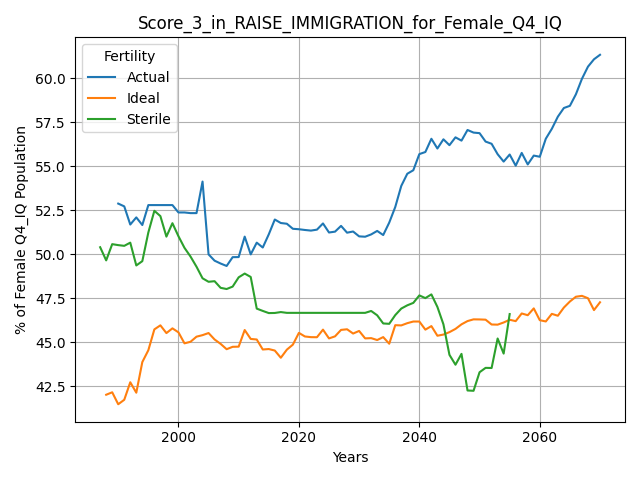 Score_3_in_RAISE_IMMIGRATION_for_Female_Q4_IQ
Fertility
Actual
Ideal
Sterile
% of Female Q4_IQ Population
60.0
57.5
55.0
52.5
50.0
47.5
45.0
42.5
2000
2020
2040
2060
Years